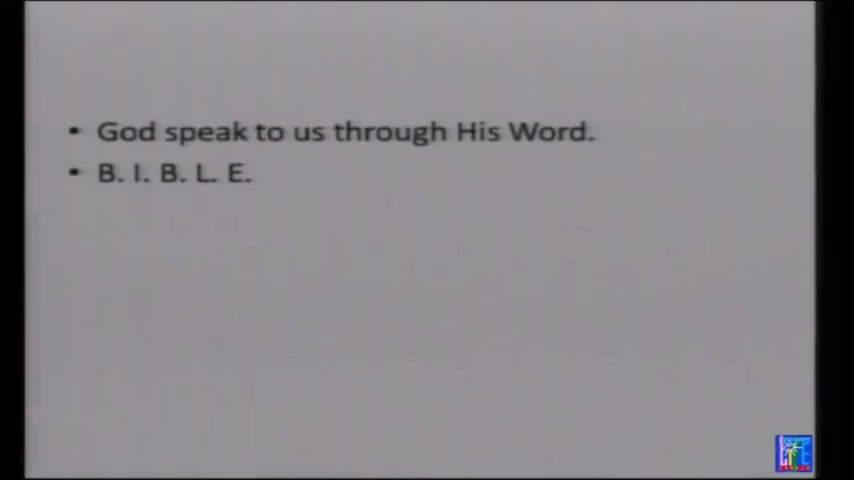 • God speak to us through His Word.
• B. I. B. L. E.